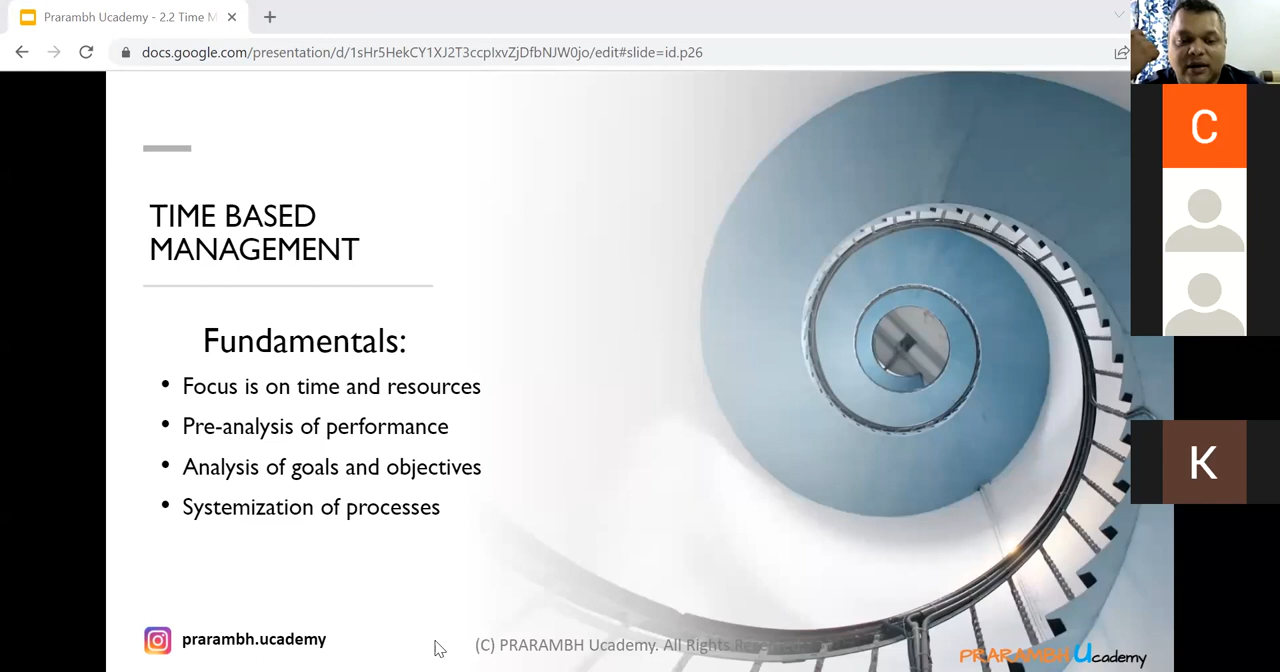 Prarambh Ucademy - 2.2 Time M
docs.google.com/presentation/d/1sHr5HekCY1XJ2T3ccpIxvZjDfbNJW0jo/edit#slide=id.p26
C
TIME BASED
MANAGEMENT
Fundamentals:
• Focus is on time and resources
• Pre-analysis of performance
• Analysis of goals and objectives
• Systemization of processes
K
prarambh.ucademy
(C) PRARAMBH Ucademy. All Rights
PRARAMBH Ucademy